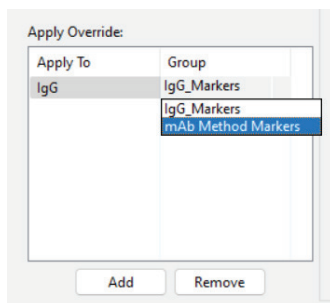 Apply Override:
Apply To Group
IgG IgG_Markers
IgG_Markers
mAb Method Markers
Add Remove